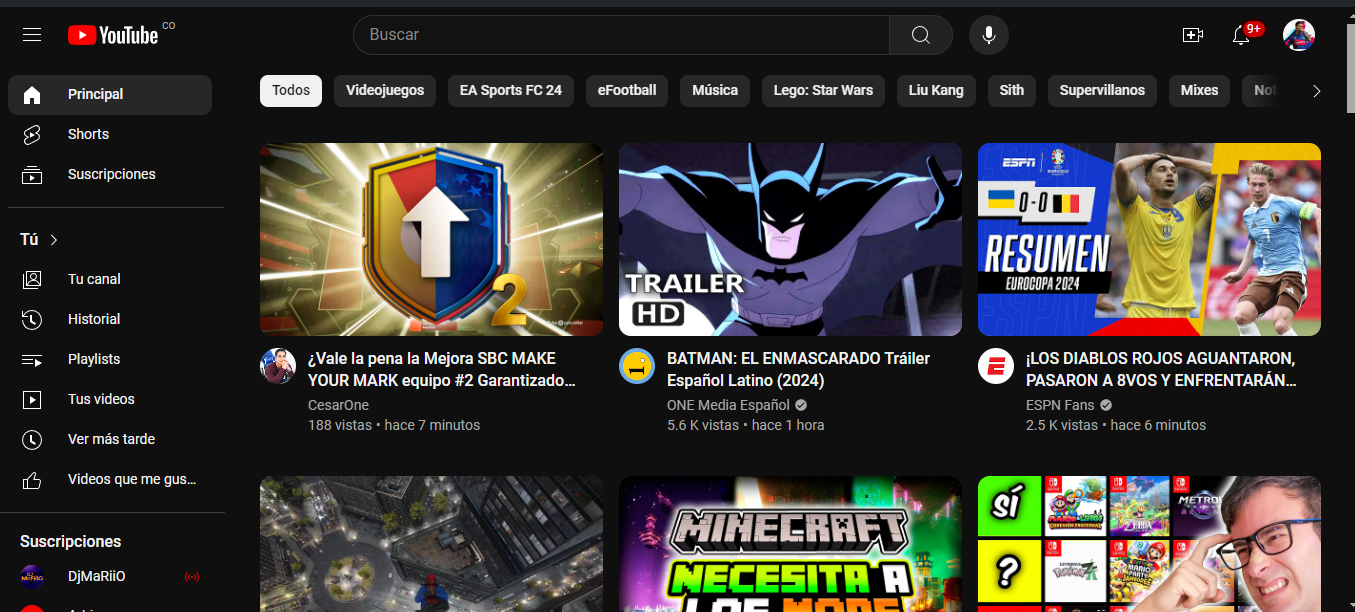 YouTube CO
Buscar
9+
Principal
Shorts
Suscripciones
Tú
Tu canal
Historial
Playlists
Tus videos
Ver más tarde
Videos que me gus...
Suscripciones
DjMaRiiO
Todos
Videojuegos
EA Sports FC 24
eFootball
Música
Lego: Star Wars
Liu Kang
Sith
Supervillanos
Mixes
Not
2
¿Vale la pena la Mejora SBC MAKE
YOUR MARK equipo #2 Garantizado...
CesarOne
188 vistas • hace 7 minutos
TRAILER
HD
BATMAN: EL ENMASCARADO Tráiler
Español Latino (2024)
ONE Media Español
5.6 K vistas • hace 1 hora
ESPN
0-0
RESUMEN
EUROCOPA 2024
¡LOS DIABLOS ROJOS AGUANTARON,
PASARON A 8VOS Y ENFRENTARÁN...
ESPN Fans
2.5 K vistas • hace 6 minutos
MINECRAFT
NECESITA A
LOS MODS
SÍ
?
METROID